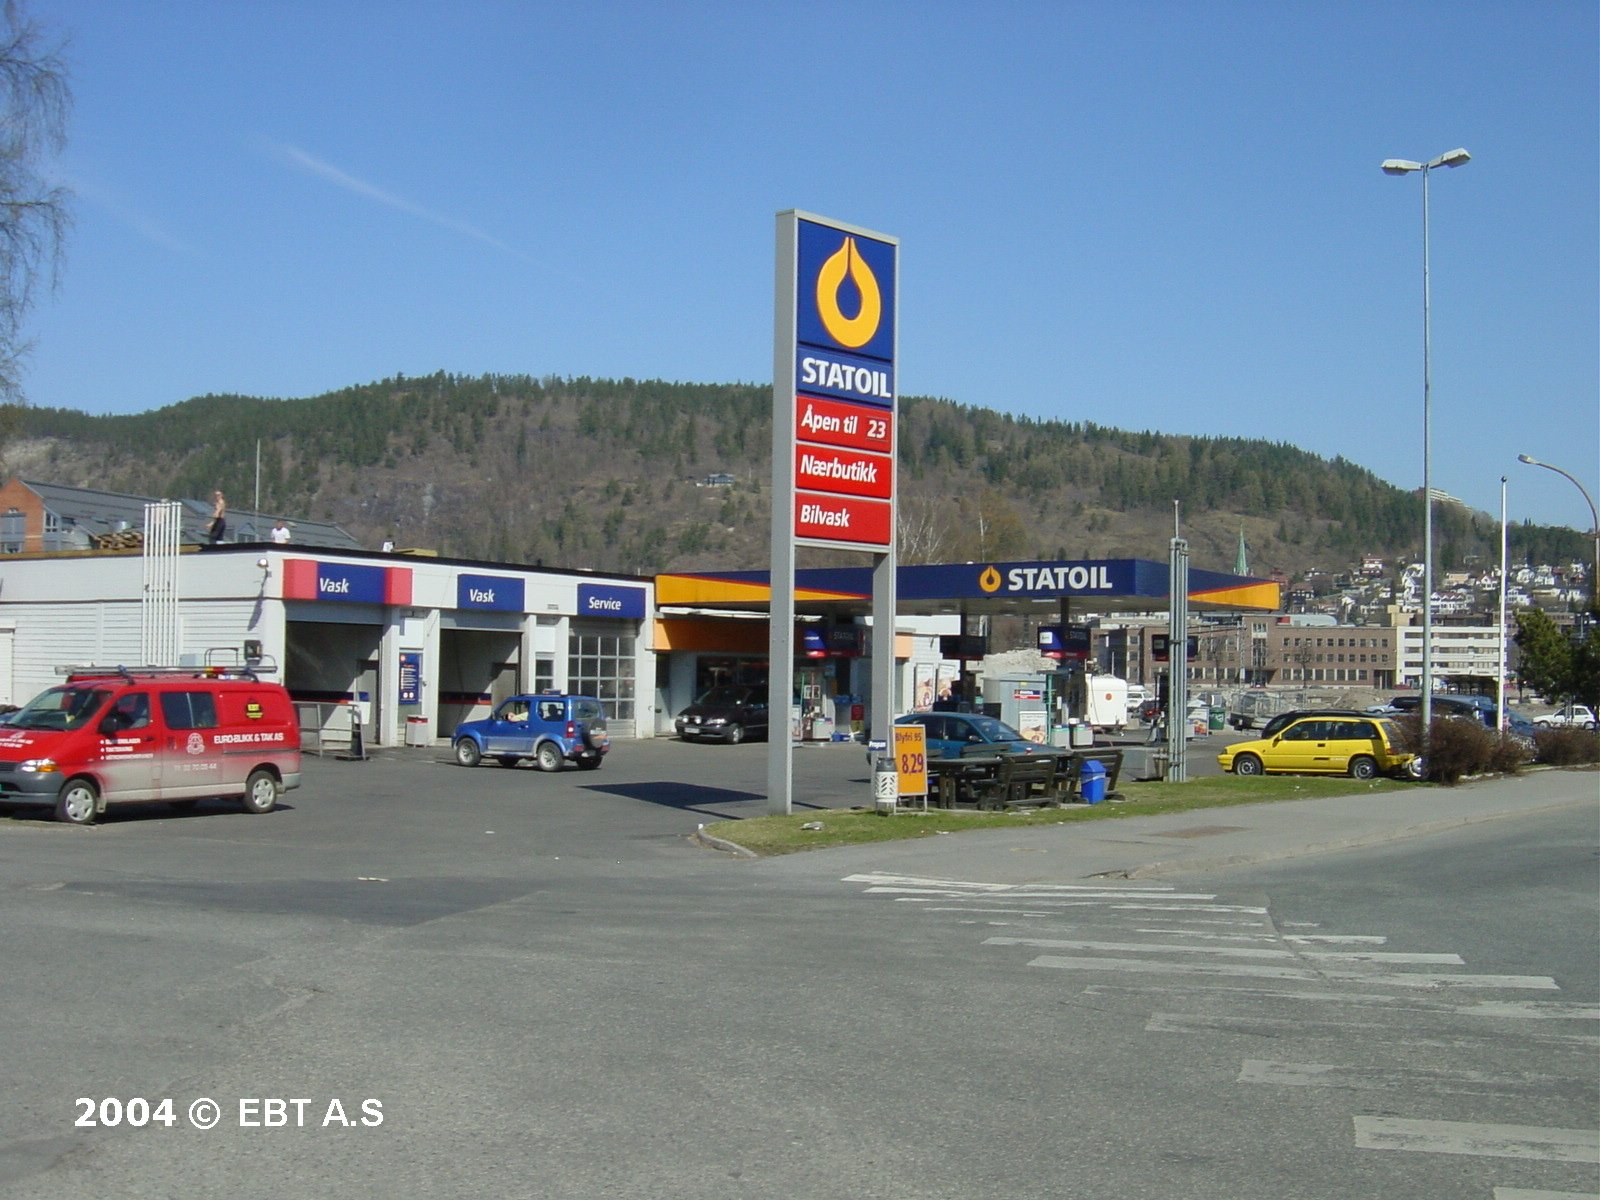 STATOIL
Åpen til 23
Nærbutikk
Bilvask
STATOIL
Vask
Vask
Service
Blyfri 95
8.29
Propan
EURO-BLIKK & TAK AS
2004 © EBT A.S